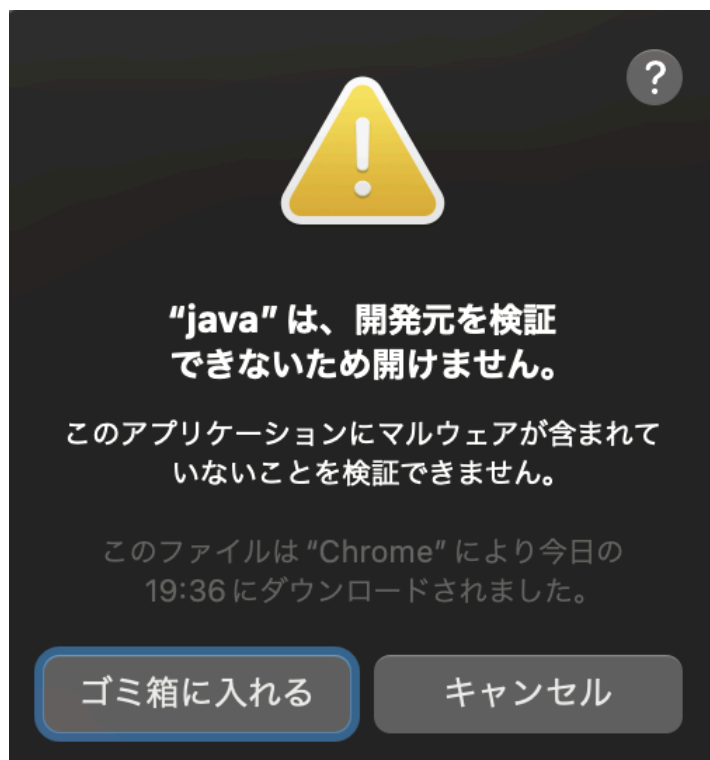 ?
“java” は、開発元を検証
できないため開けません。
このアプリケーションにマルウェアが含まれて
いないことを検証できません。
このファイルは “Chrome” により今日の
19:36 にダウンロードされました。
ゴミ箱に入れる
キャンセル